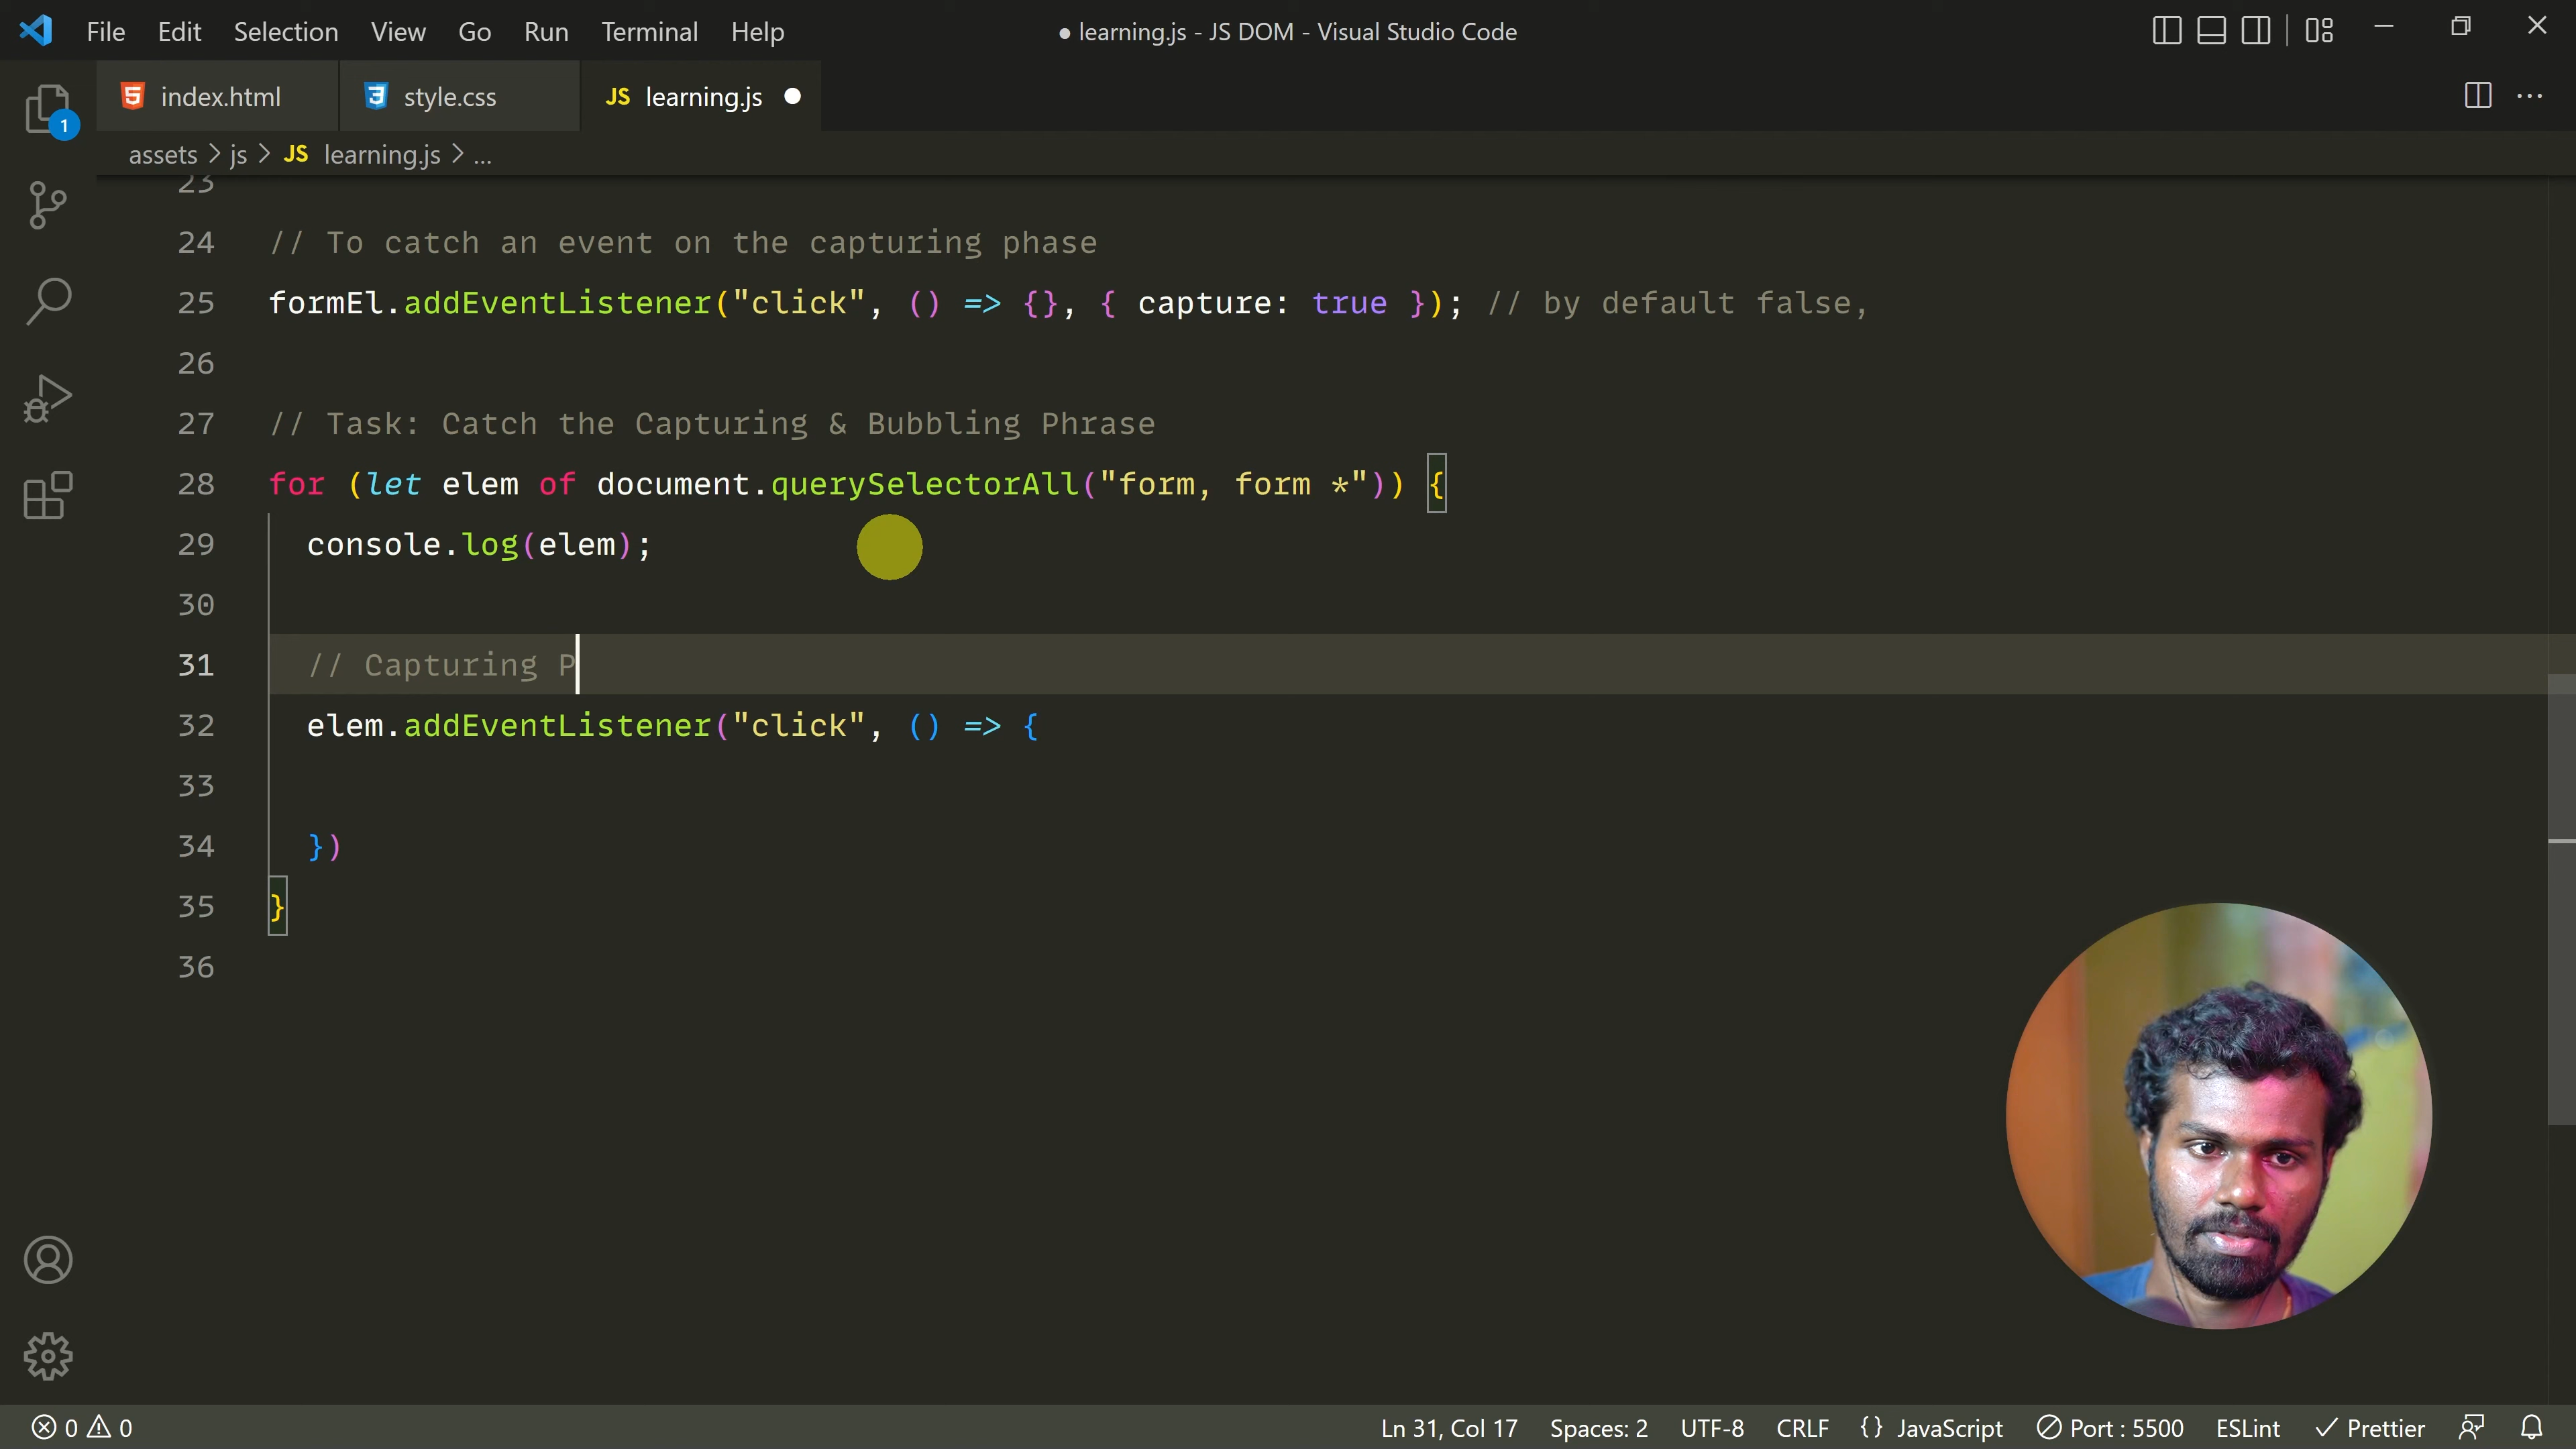 File Edit Selection View Go Run Terminal Help
● learning.js - JS DOM - Visual Studio Code
index.html style.css JS learning.js ●
assets > js > JS learning.js > ...
1
23
24 // To catch an event on the capturing phase
25 formEl.addEventListener("click", () => {}, { capture: true }); // by default false,
26
27 // Task: Catch the Capturing & Bubbling Phrase
28 for (let elem of document.querySelectorAll("form, form *")) {
29 console.log(elem);
30
31 // Capturing P
32 elem.addEventListener("click", () => {
33
34 })
35 }
36
0 0 Ln 31, Col 17 Spaces: 2 UTF-8 CRLF {} JavaScript Port : 5500 ESLint ✓ Prettier